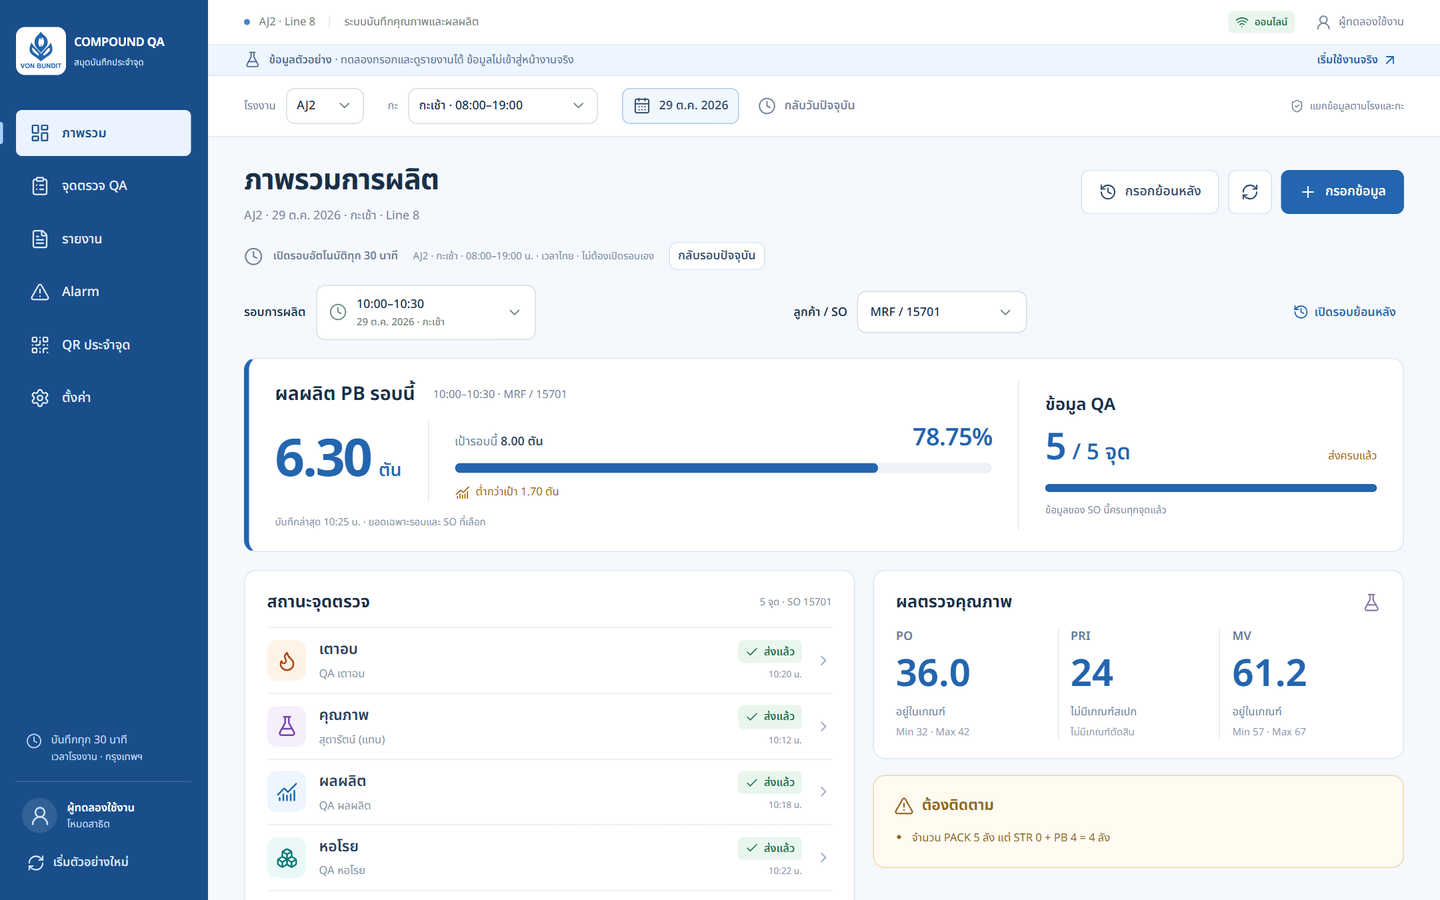 VON BUNDIT
COMPOUND QA
สมุดบันทึกประจำจุด
ภาพรวม
จุดตรวจ QA
รายงาน
Alarm
QR ประจำจุด
ตั้งค่า
บันทึกทุก 30 นาที
เวลาโรงงาน · กรุงเทพฯ
ผู้ทดลองใช้งาน
โหมดสาธิต
เริ่มตัวอย่างใหม่
AJ2 · Line 8
ระบบบันทึกคุณภาพและผลผลิต
ออนไลน์
ผู้ทดลองใช้งาน
ข้อมูลตัวอย่าง · ทดลองกรอกและดูรายงานได้ ข้อมูลไม่เข้าสู่หน้างานจริง
เริ่มใช้งานจริง
โรงงาน
AJ2
กะ
กะเช้า · 08:00–19:00
29 ต.ค. 2026
กลับวันปัจจุบัน
แยกข้อมูลตามโรงและกะ
ภาพรวมการผลิต
AJ2 · 29 ต.ค. 2026 · กะเช้า · Line 8
กรอกย้อนหลัง
กรอกข้อมูล
เปิดรอบอัตโนมัติทุก 30 นาที
AJ2 · กะเช้า · 08:00–19:00 น. · เวลาไทย · ไม่ต้องเปิดรอบเอง
กลับรอบปัจจุบัน
รอบการผลิต
10:00–10:30
29 ต.ค. 2026 · กะเช้า
ลูกค้า / SO
MRF / 15701
เปิดรอบย้อนหลัง
ผลผลิต PB รอบนี้
10:00–10:30 · MRF / 15701
6.30 ตัน
เป้ารอบนี้ 8.00 ตัน
78.75%
ต่ำกว่าเป้า 1.70 ตัน
บันทึกล่าสุด 10:25 น. · ยอดเฉพาะรอบและ SO ที่เลือก
ข้อมูล QA
5 / 5 จุด
ส่งครบแล้ว
ข้อมูลของ SO นี้ครบทุกจุดแล้ว
สถานะจุดตรวจ
5 จุด · SO 15701
เตาอบ
QA เตาอบ
ส่งแล้ว
10:20 น.
คุณภาพ
สุดารัตน์ (แทน)
ส่งแล้ว
10:12 น.
ผลผลิต
QA ผลผลิต
ส่งแล้ว
10:18 น.
หอโรย
QA หอโรย
ส่งแล้ว
10:22 น.
ผลตรวจคุณภาพ
PO
36.0
อยู่ในเกณฑ์
Min 32 · Max 42
PRI
24
ไม่มีเกณฑ์สเปก
ไม่มีเกณฑ์ตัดสิน
MV
61.2
อยู่ในเกณฑ์
Min 57 · Max 67
ต้องติดตาม
• จำนวน PACK 5 ลัง แต่ STR 0 + PB 4 = 4 ลัง